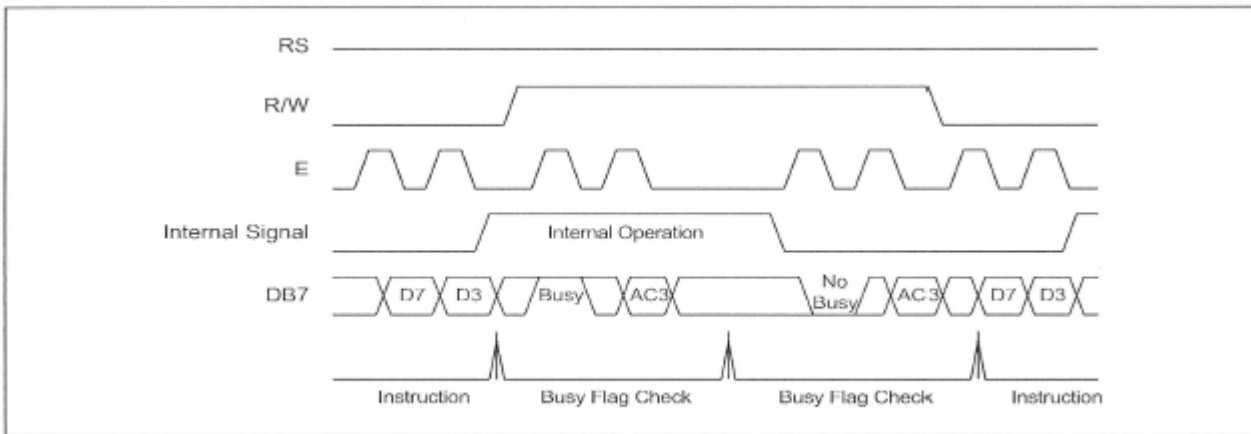 RS
R/W
E
Internal Signal
Internal Operation
DB7
D7
D3
Busy
AC3
No
Busy
AC3
D7
D3
Instruction
Busy Flag Check
Busy Flag Check
Instruction